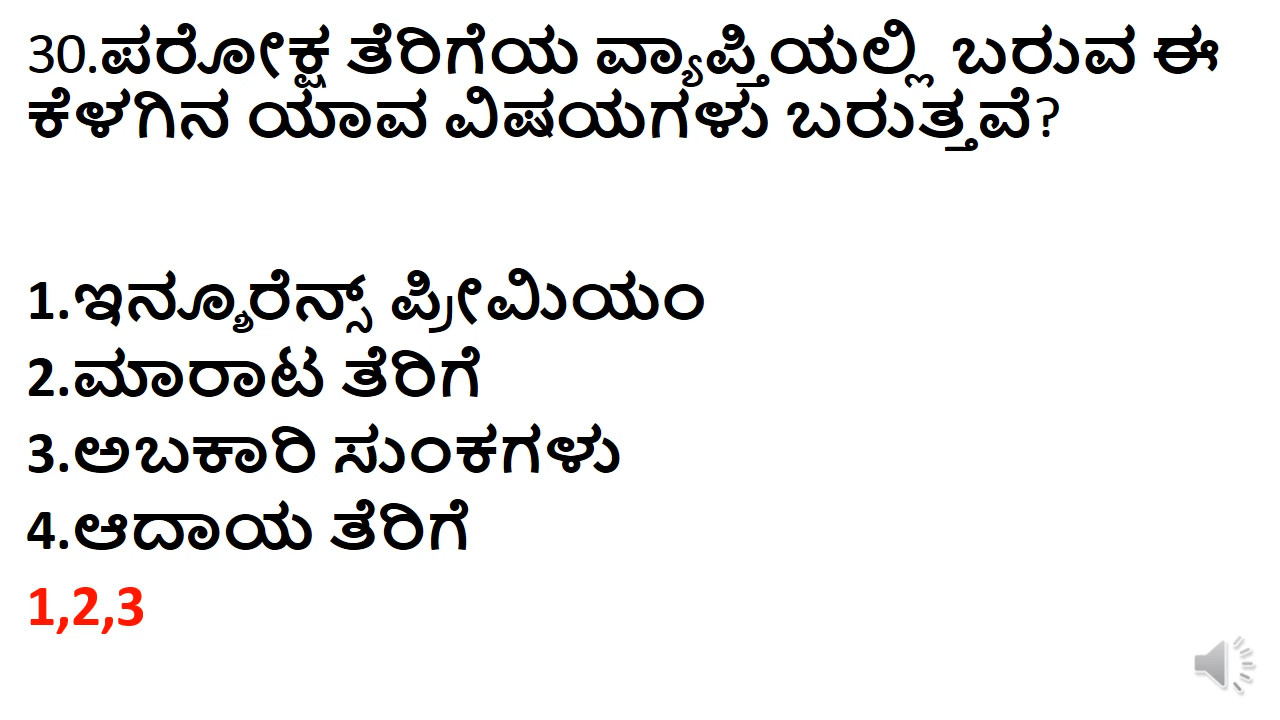 30.ಪರೋಕ್ಷ ತೆರಿಗೆಯ ವ್ಯಾಪ್ತಿಯಲ್ಲಿ ಬರುವ ಈ
ಕೆಳಗಿನ ಯಾವ ವಿಷಯಗಳು ಬರುತ್ತವೆ?
1.ಇನ್ಶೂರೆನ್ಸ್ ಪ್ರೀಮಿಯಂ
2.ಮಾರಾಟ ತೆರಿಗೆ
3.ಅಬಕಾರಿ ಸುಂಕಗಳು
4.ಆದಾಯ ತೆರಿಗೆ
1,2,3